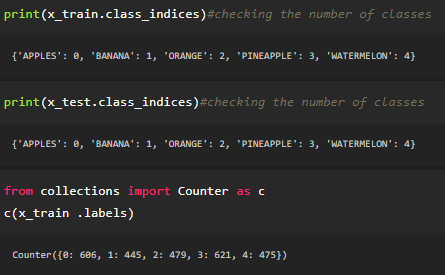 print(x_train.class_indices)#checking the number of classes
{'APPLES': 0, 'BANANA': 1, 'ORANGE': 2, 'PINEAPPLE': 3, 'WATERMELON': 4}
print(x_test.class_indices)#checking the number of classes
{'APPLES': 0, 'BANANA': 1, 'ORANGE': 2, 'PINEAPPLE': 3, 'WATERMELON': 4}
from collections import Counter as c
c(x_train .labels)
Counter({0: 606, 1: 445, 2: 479, 3: 621, 4: 475})